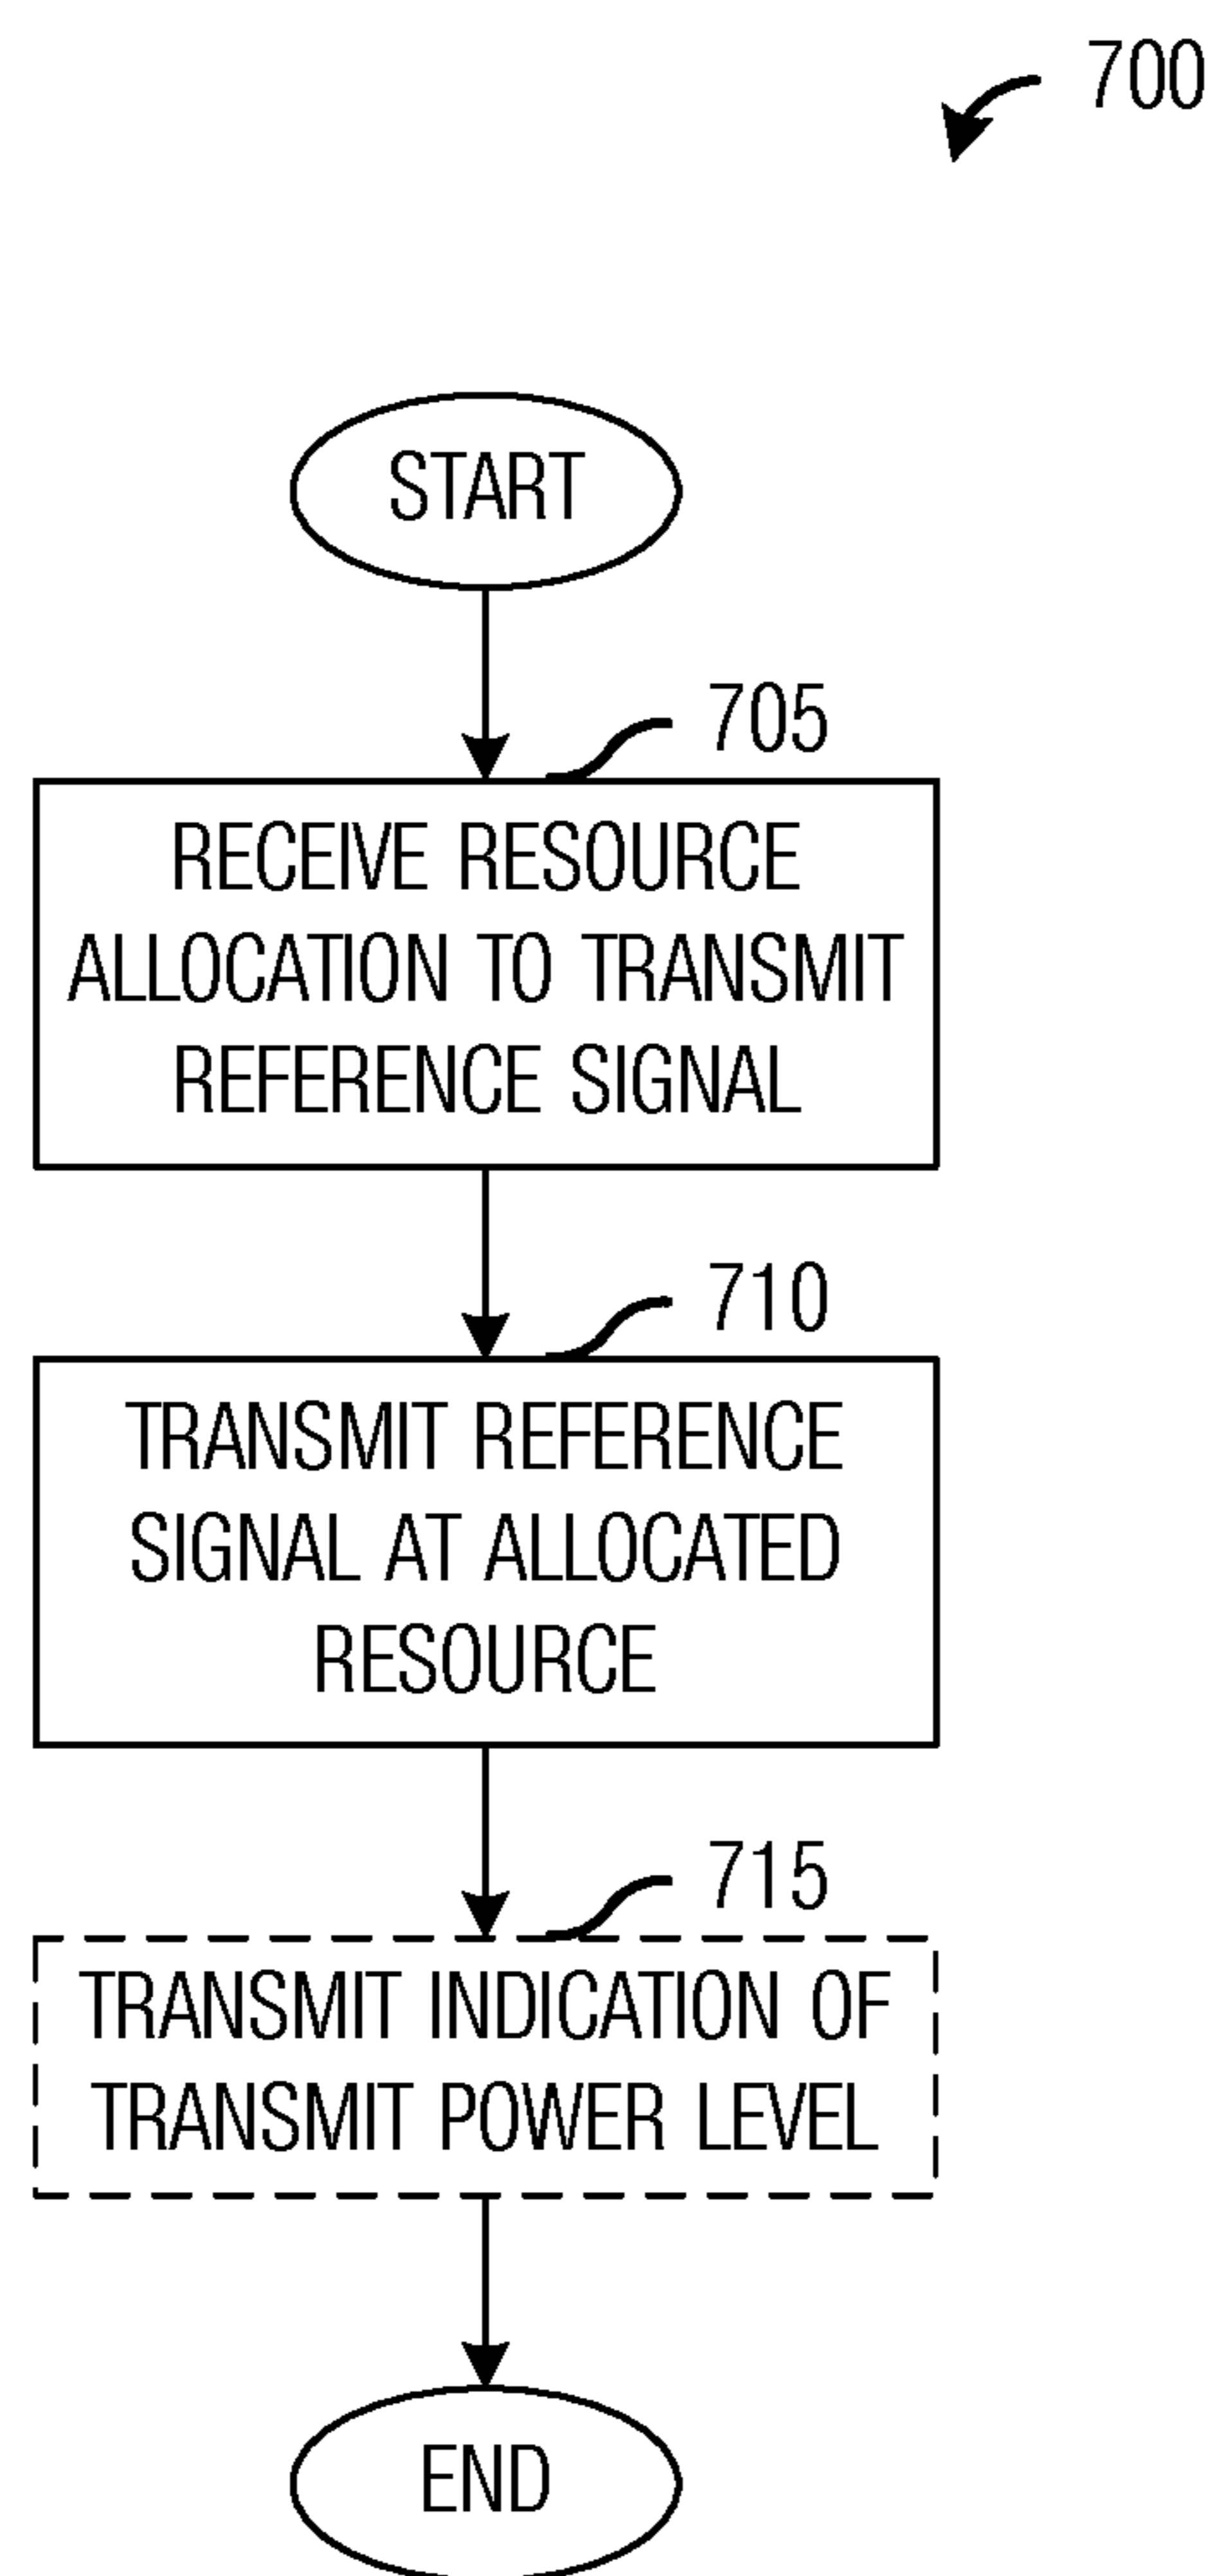 700
START
705
RECEIVE RESOURCE
ALLOCATION TO TRANSMIT
REFERENCE SIGNAL
710
TRANSMIT REFERENCE
SIGNAL AT ALLOCATED
RESOURCE
715
TRANSMIT INDICATION OF
TRANSMIT POWER LEVEL
END